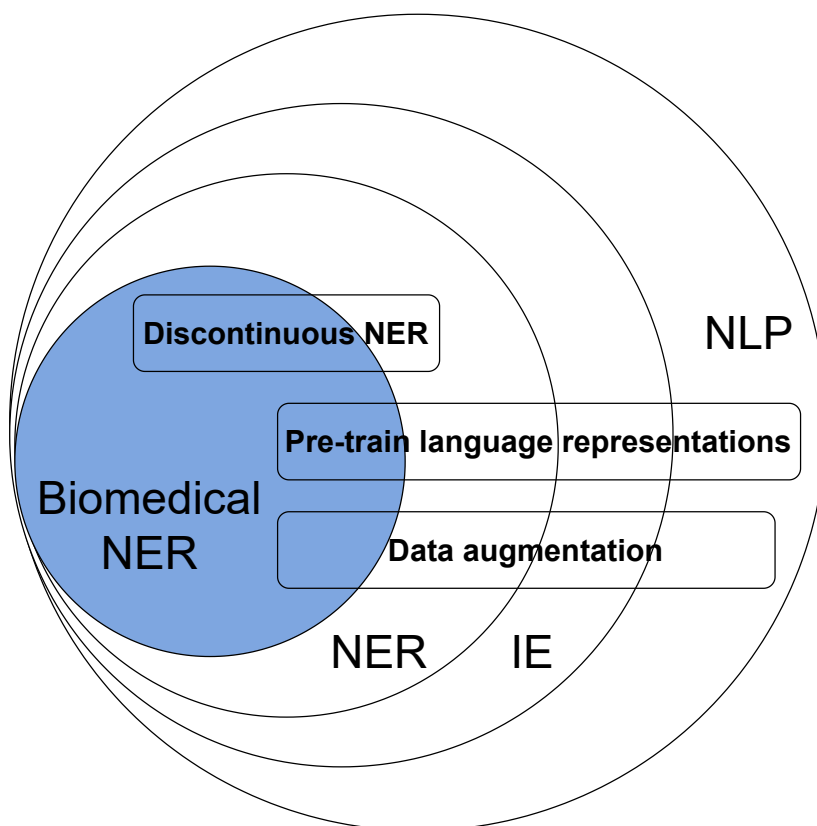 Discontinuous NER
NLP
Pre-train language representations
Biomedical
NER
Data augmentation
NER
IE